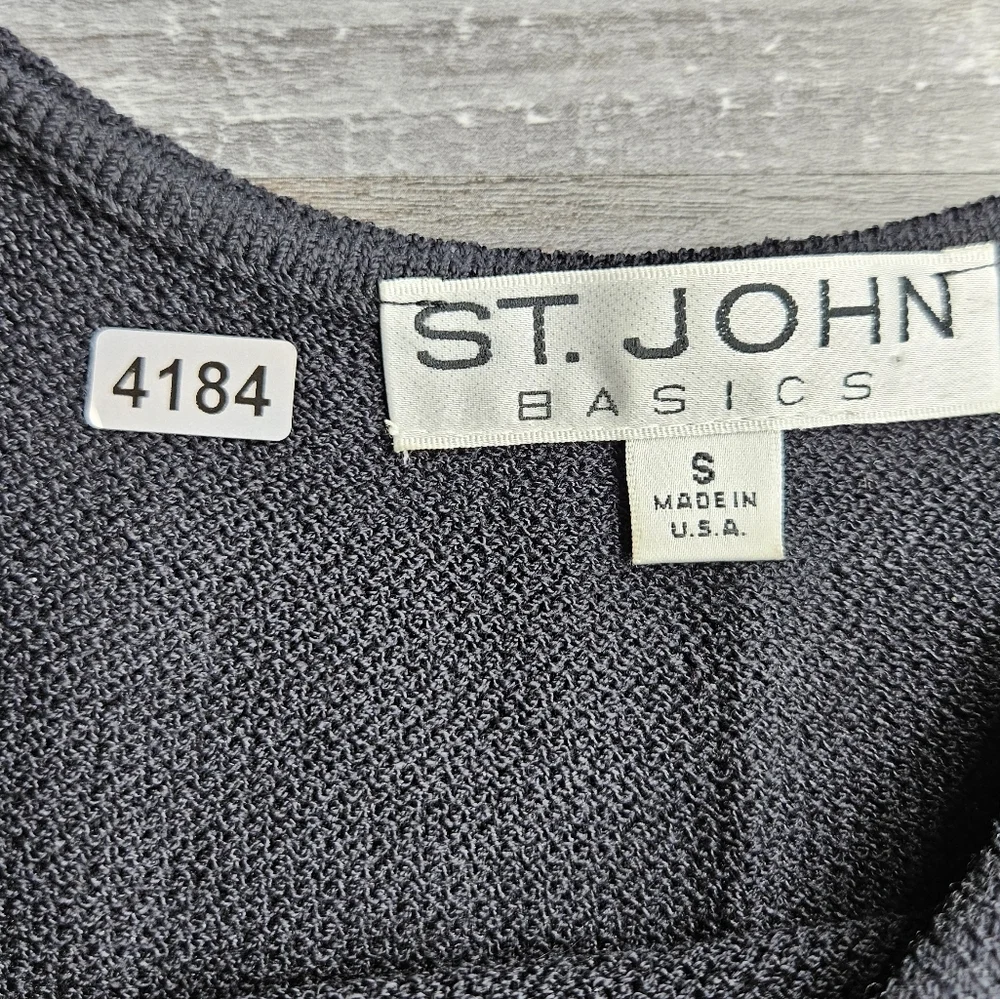 4184
ST. JOHN
BASICS
S
MADE IN
U.S.A.